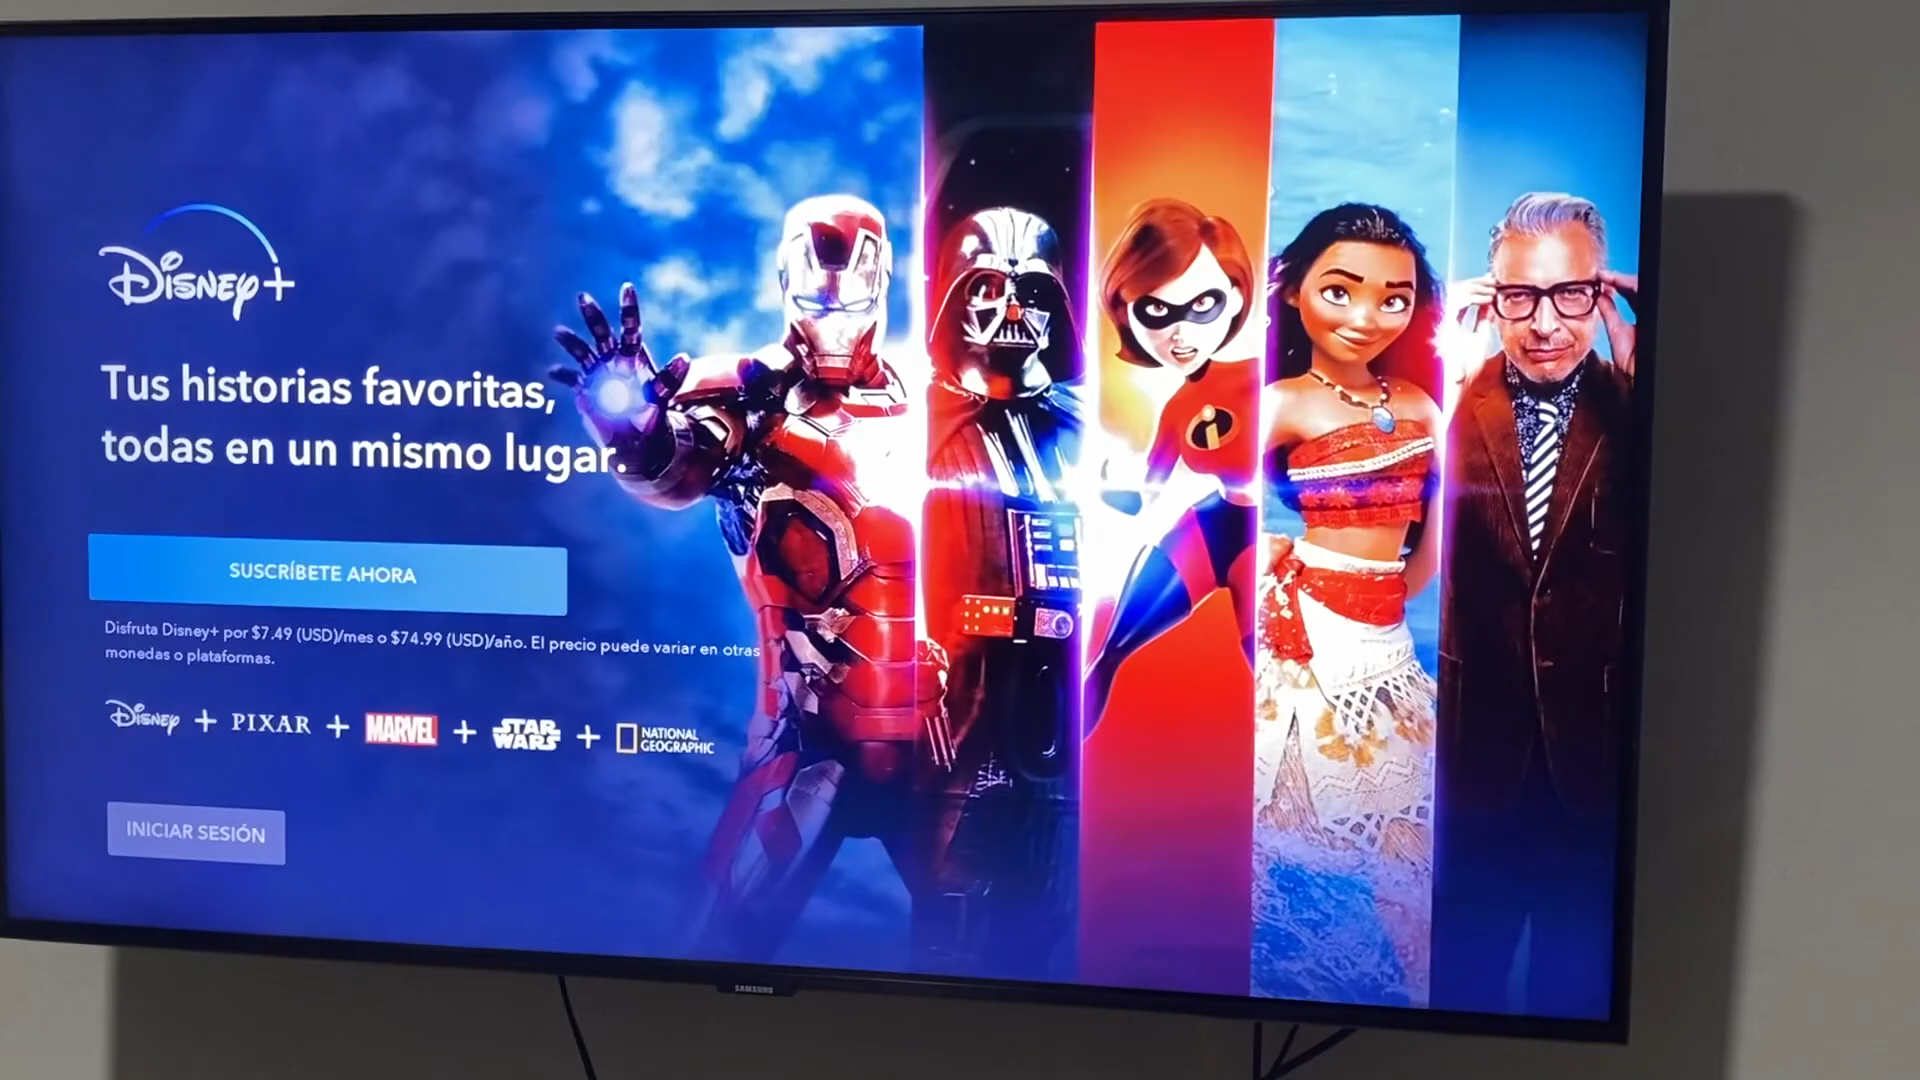 Disney+
Tus historias favoritas,
todas en un mismo lugar.
SUSCRÍBETE AHORA
Disfruta Disney+ por $7.49 (USD)/mes o $74.99 (USD)/año. El precio puede variar en otras
monedas o plataformas.
Disney + PIXAR + MARVEL + STAR WARS + NATIONAL GEOGRAPHIC
INICIAR SESIÓN
SAMSUNG